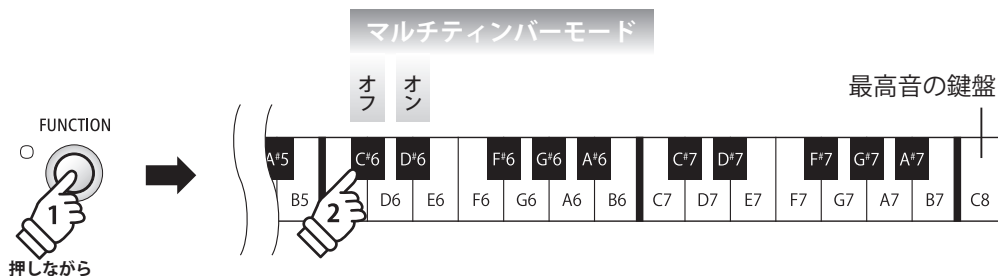 マルチティンバーモード
オフ
オン
最高音の鍵盤
FUNCTION
A#5 C#6 D#6 F#6 G#6 A#6 C#7 D#7 F#7 G#7 A#7
B5 D6 E6 F6 G6 A6 B6 C7 D7 E7 F7 G7 A7 B7 C8
1
2
押しながら